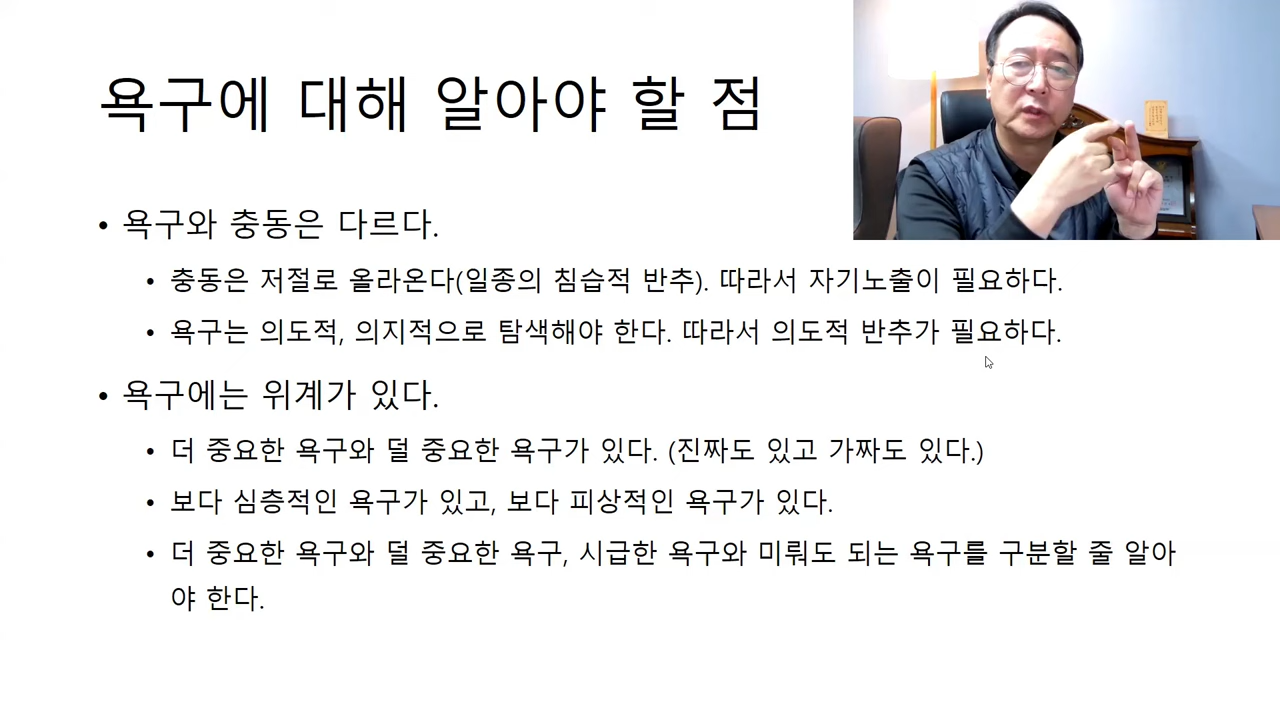 욕구에 대해 알아야 할 점
• 욕구와 충동은 다르다.
• 충동은 저절로 올라온다(일종의 침습적 반추). 따라서 자기노출이 필요하다.
• 욕구는 의도적, 의지적으로 탐색해야 한다. 따라서 의도적 반추가 필요하다.
• 욕구에는 위계가 있다.
• 더 중요한 욕구와 덜 중요한 욕구가 있다. (진짜도 있고 가짜도 있다.)
• 보다 심층적인 욕구가 있고, 보다 피상적인 욕구가 있다.
• 더 중요한 욕구와 덜 중요한 욕구, 시급한 욕구와 미뤄도 되는 욕구를 구분할 줄 알아
야 한다.